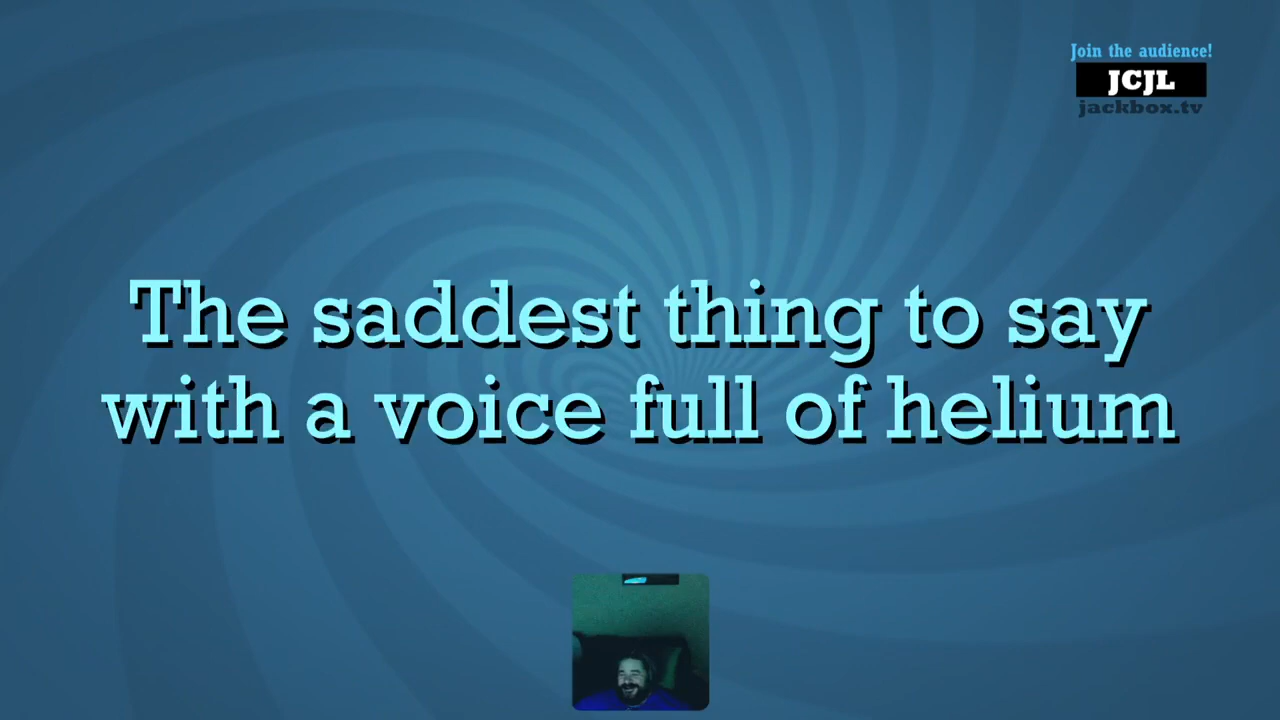 Join the audience!
JCJL
jackbox.tv
The saddest thing to say
with a voice full of helium